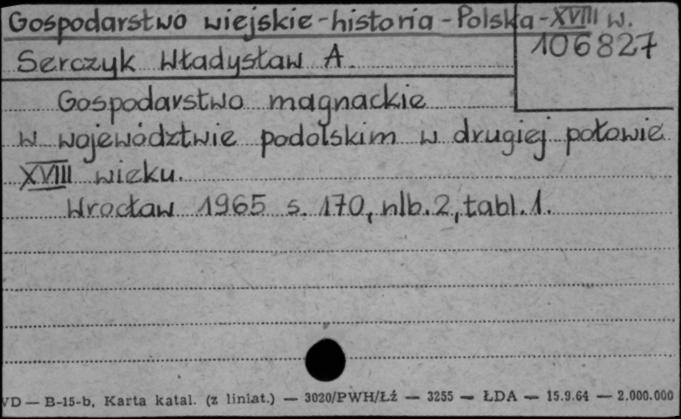 Gospodarstwo wiejskie - historia - Polska - XVIII w.
106827
Serczyk Władysław A.
Gospodarstwo magnackie
w województwie podolskim w drugiej połowie
XVIII wieku.
Wrocław 1965 s. 170, nlb. 2, tabl. 1.
VD — B-15-b, Karta katal. (z liniat.) — 3020/PWH/Łż — 3255 — ŁDA — 15.9.64 — 2.000.000